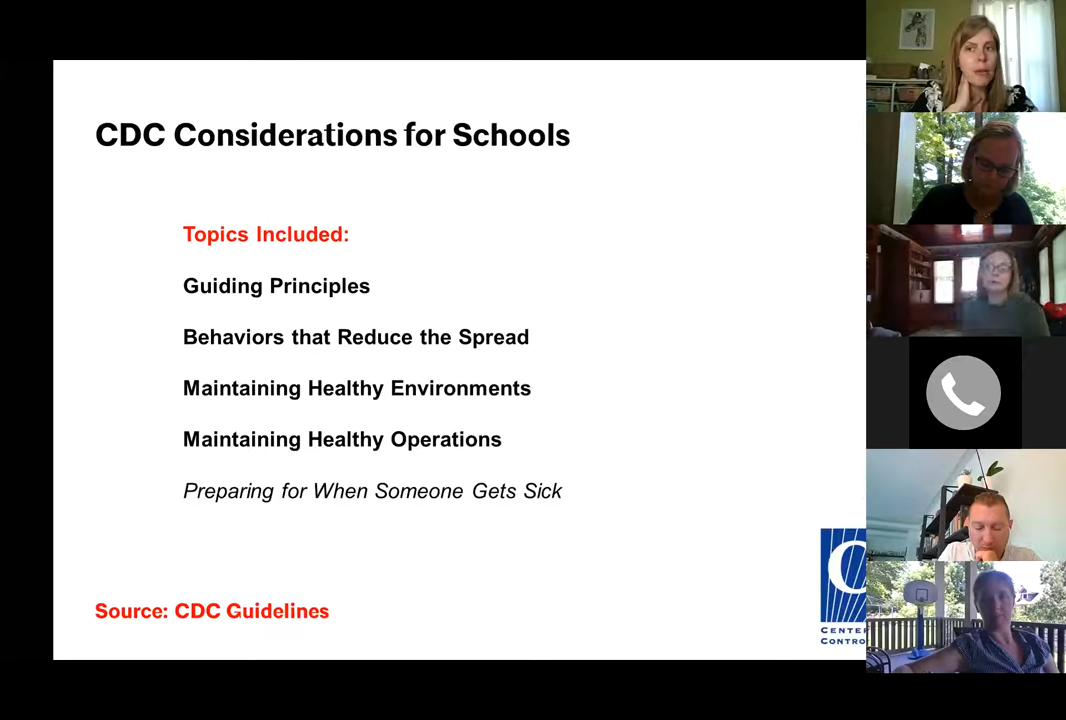 CDC Considerations for Schools
Topics Included:
Guiding Principles
Behaviors that Reduce the Spread
Maintaining Healthy Environments
Maintaining Healthy Operations
Preparing for When Someone Gets Sick
Source: CDC Guidelines
C
CENTE
CONTRO